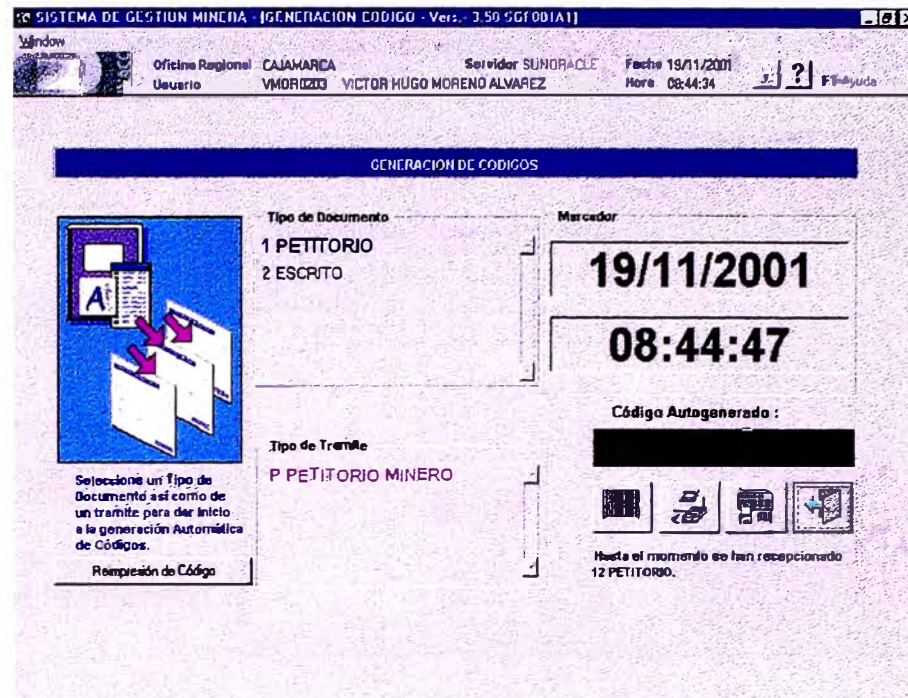 SISTEMA DE GESTIUN MINERA - [GENERACION CODIGO - Vers.- 3.50 SGF001A1]
Window
Oficina Regional CAJAMARCA Servidor SUNORACLE Fecha 19/11/2001
Usuario VICTOR HUGO MORENO ALVAREZ Hora 08:44:34 ? F1-Ayuda
GENERACION DE CODIGOS
Tipo de Documento Marcador
1 PETITORIO
2 ESCRITO
19/11/2001
08:44:47
A
Código Autogenerado :
Tipo de Tramite
P PETITORIO MINERO
Seleccione un Tipo de
Documento así como de
un tramite para dar inicio
a la generación Automática
de Códigos.
Reimpresión de Código
Hasta el momento se han recepcionado
12 PETITORIO.